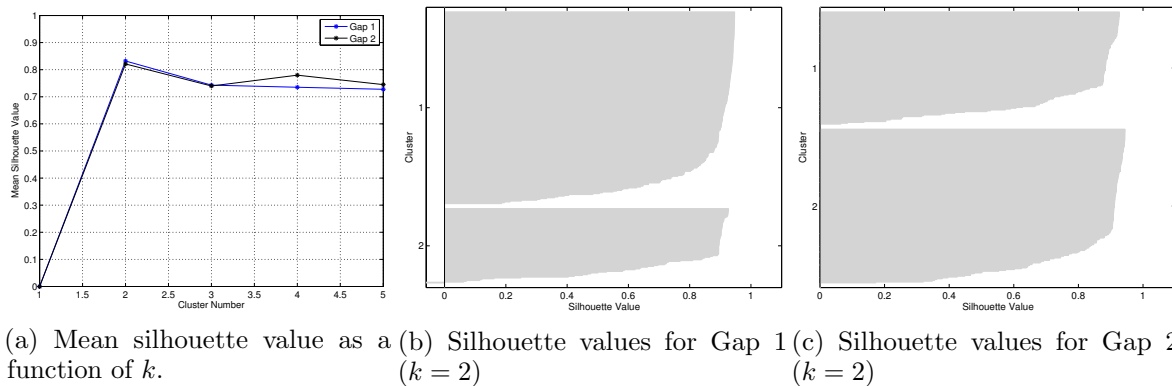 1
0.9
0.8
0.7
0.6
0.5
0.4
0.3
0.2
0.1
0
Mean Silhouette Value
1 1.5 2 2.5 3 3.5 4 4.5 5
Cluster Number
Gap 1
Gap 2
(a) Mean silhouette value as a
function of k.
1
2
Cluster
0 0.2 0.4 0.6 0.8 1
Silhouette Value
(b) Silhouette values for Gap 1
(k = 2)
1
2
Cluster
0 0.2 0.4 0.6 0.8 1
Silhouette Value
(c) Silhouette values for Gap 2
(k = 2)